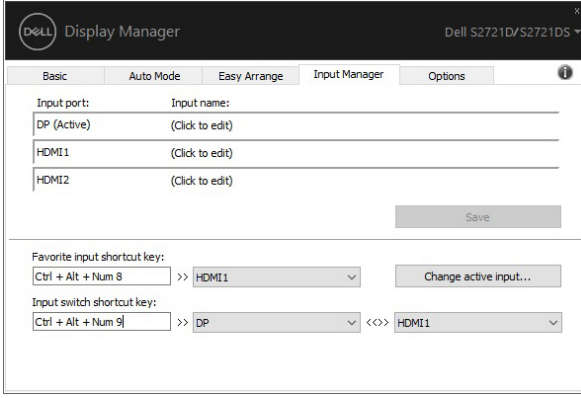 DELL Display Manager Dell S2721D/S2721DS
Basic Auto Mode Easy Arrange Input Manager Options
Input port: Input name:
DP (Active) (Click to edit)
HDMI1 (Click to edit)
HDMI2 (Click to edit)
Save
Favorite input shortcut key:
Ctrl + Alt + Num 8 >> HDMI1 Change active input...
Input switch shortcut key:
Ctrl + Alt + Num 9 >> DP <<>> HDMI1